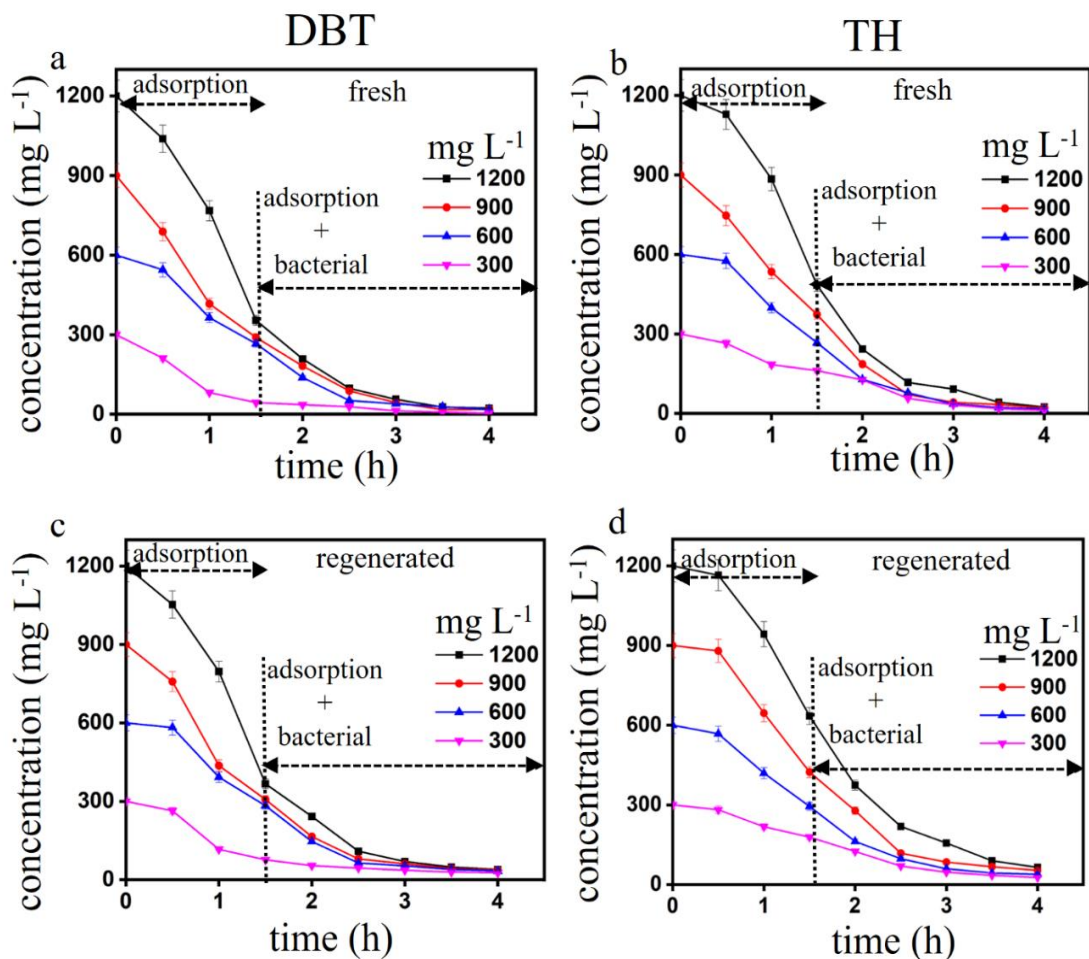 DBT
TH
a
adsorption
fresh
mg L⁻¹
1200
900
600
300
adsorption
+
bacterial
concentration (mg L⁻¹)
1200
900
600
300
0
0 1 2 3 4
time (h)
b
adsorption
fresh
mg L⁻¹
1200
900
600
300
adsorption
+
bacterial
concentration (mg L⁻¹)
1200
900
600
300
0
0 1 2 3 4
time (h)
c
adsorption
regenerated
mg L⁻¹
1200
900
600
300
adsorption
+
bacterial
concentration (mg L⁻¹)
1200
900
600
300
0
0 1 2 3 4
time (h)
d
adsorption
regenerated
mg L⁻¹
1200
900
600
300
adsorption
+
bacterial
concentration (mg L⁻¹)
1200
900
600
300
0
0 1 2 3 4
time (h)